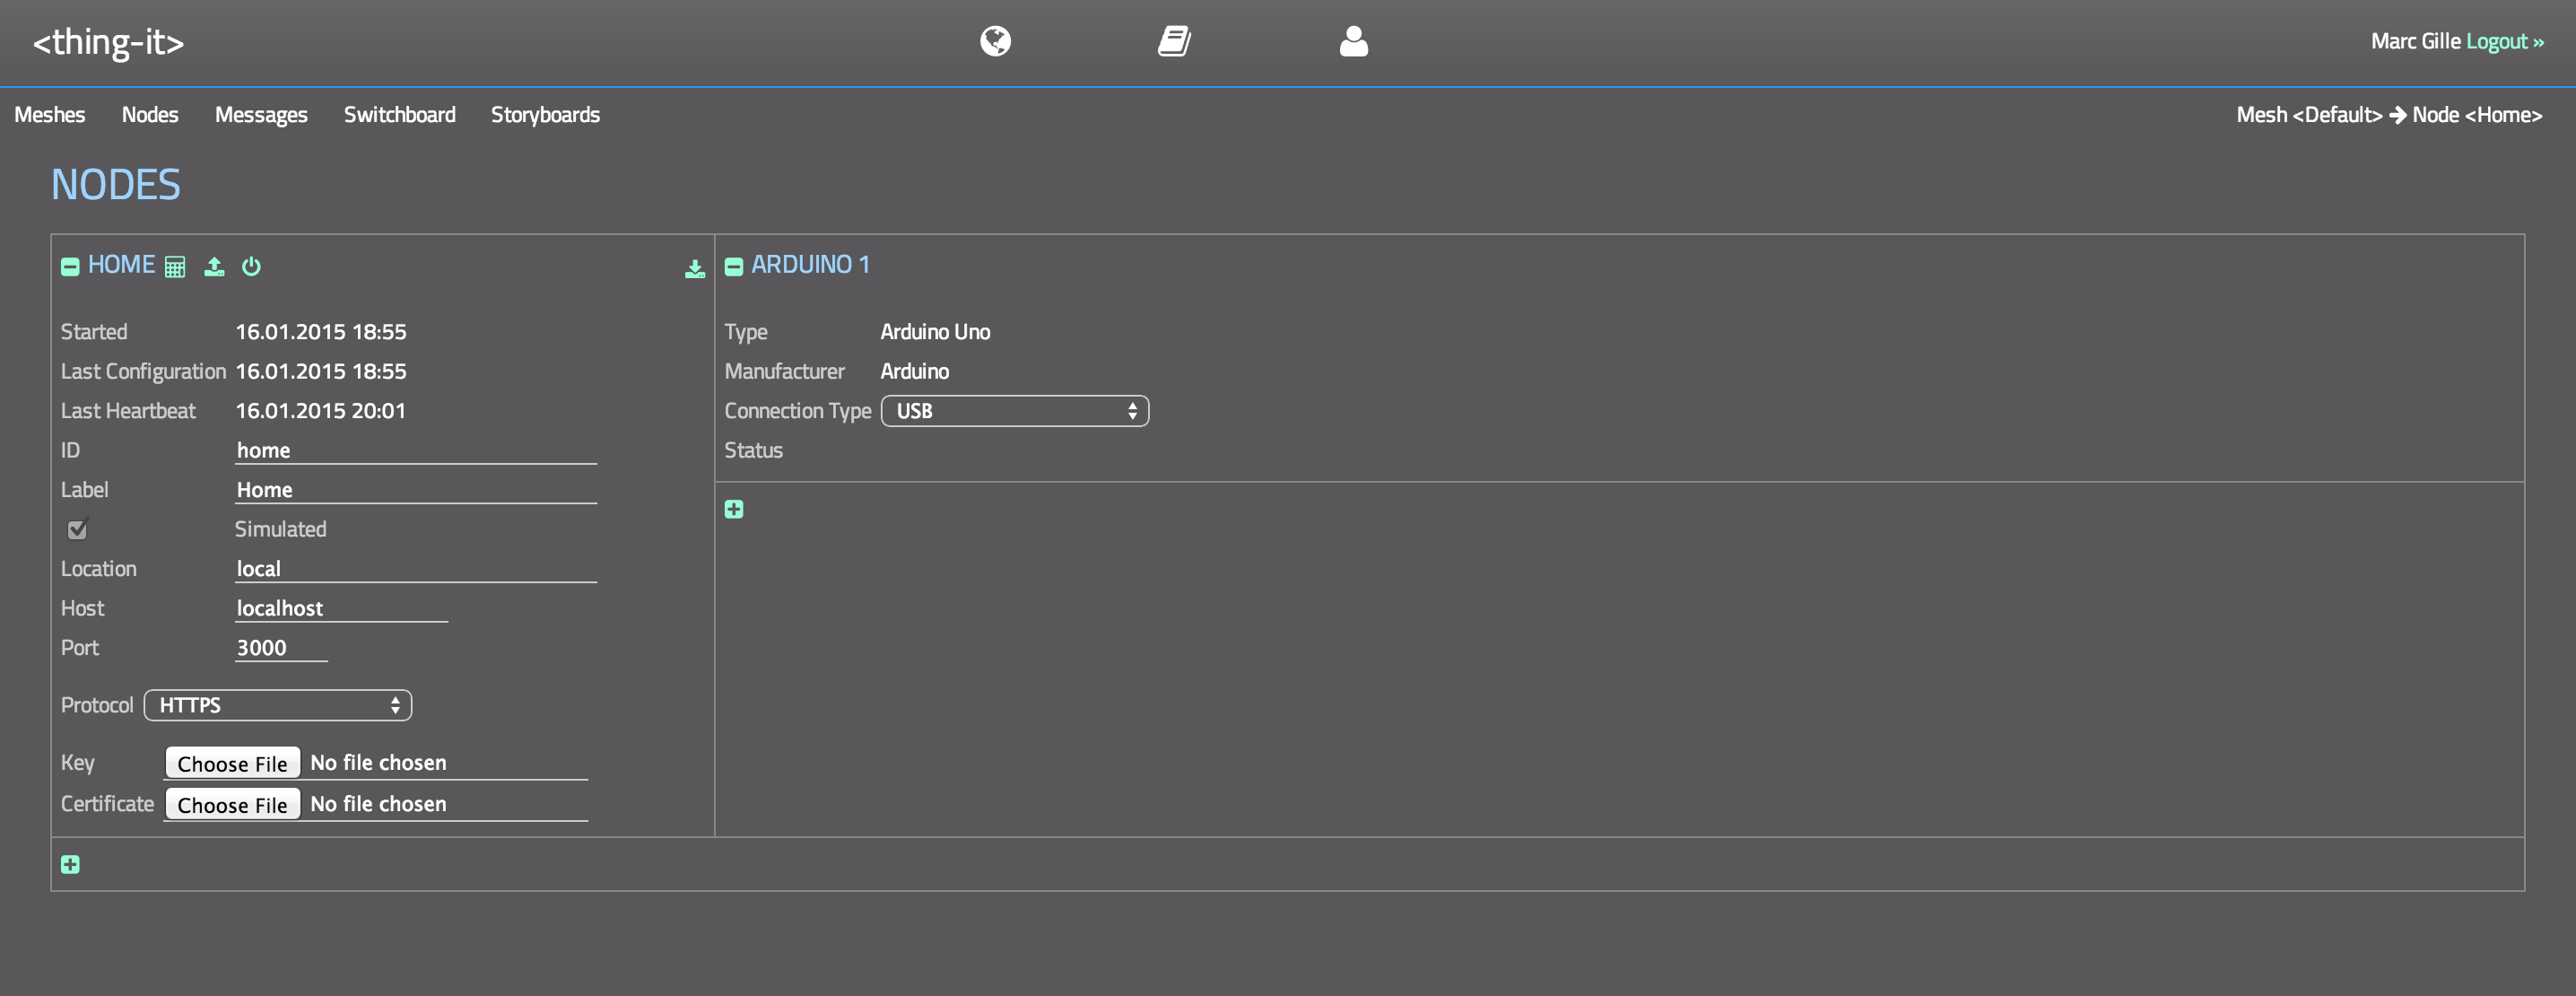 <thing-it>
Marc Gille Logout »
Meshes Nodes Messages Switchboard Storyboards
Mesh <Default> → Node <Home>
NODES
HOME
Started 16.01.2015 18:55
Last Configuration 16.01.2015 18:55
Last Heartbeat 16.01.2015 20:01
ID home
Label Home
Simulated
Location local
Host localhost
Port 3000
Protocol HTTPS
Key Choose File No file chosen
Certificate Choose File No file chosen
ARDUINO 1
Type Arduino Uno
Manufacturer Arduino
Connection Type USB
Status